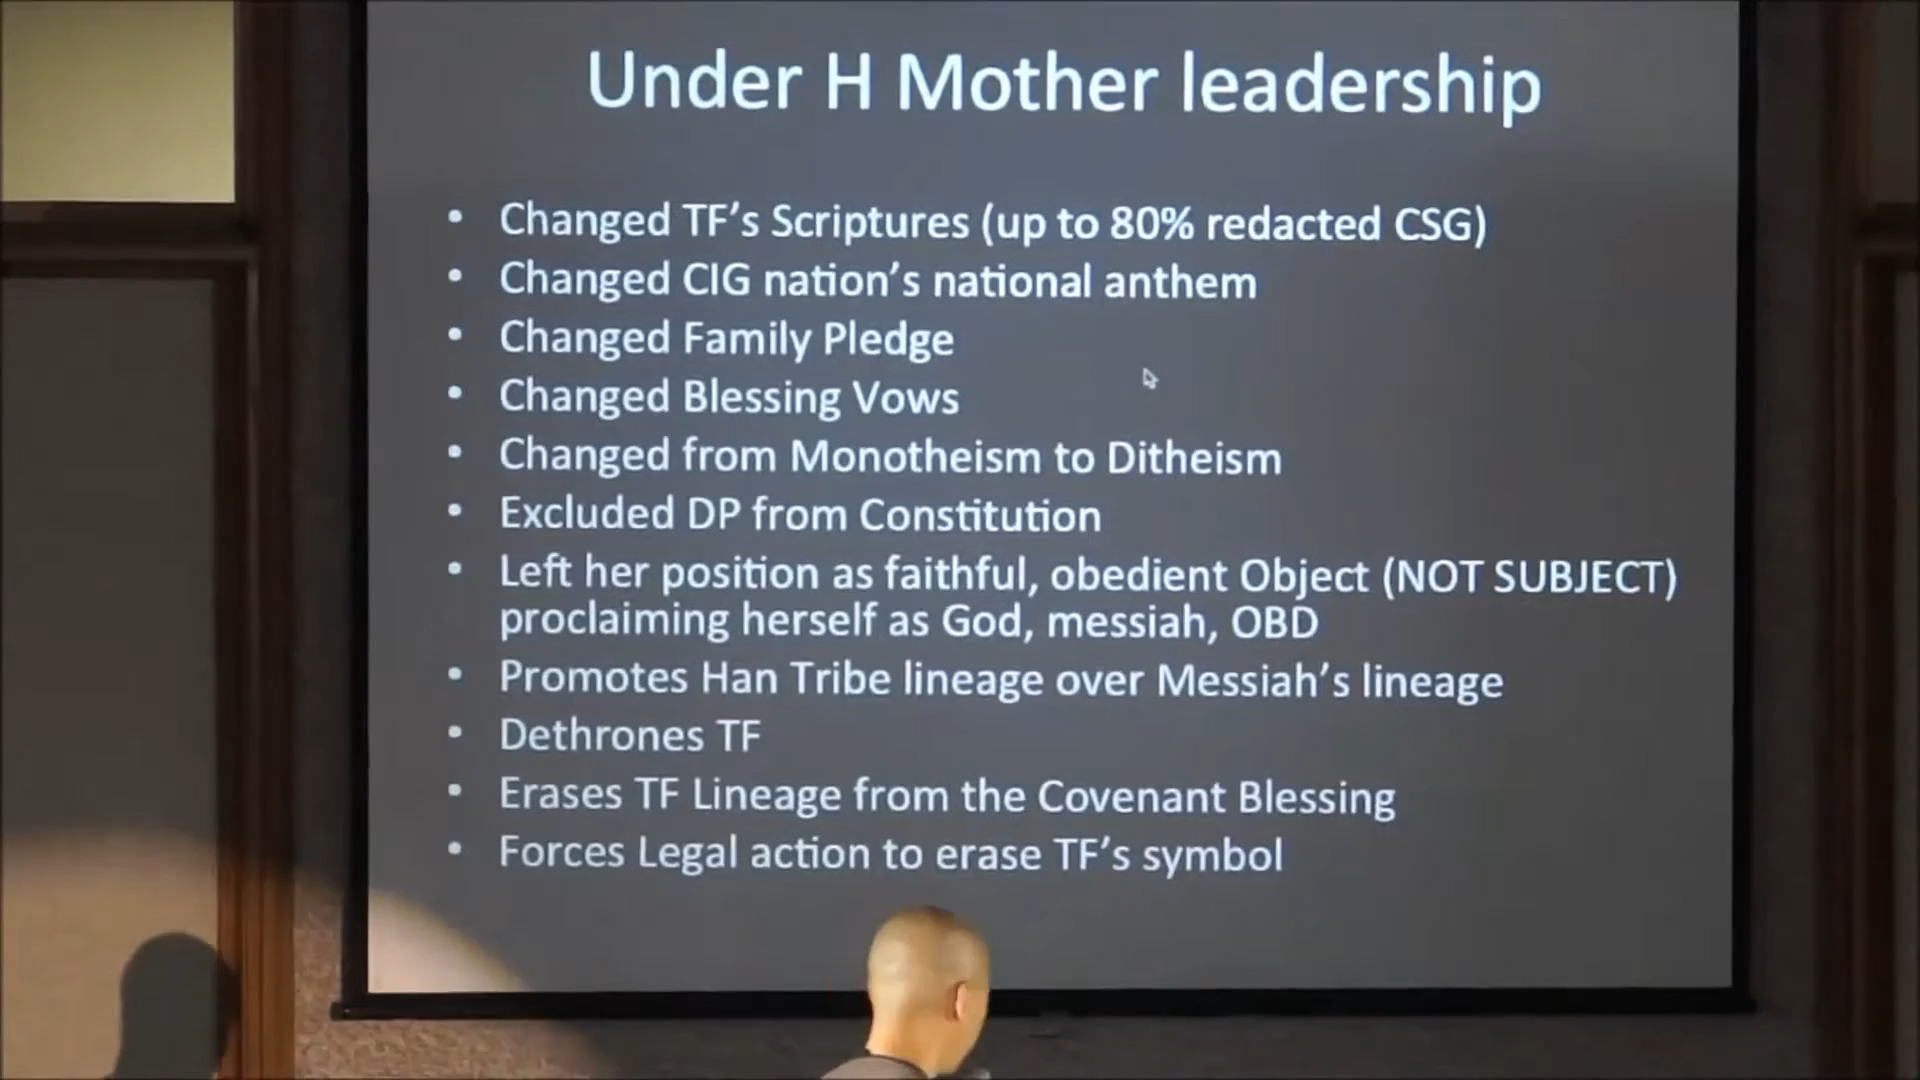 Under H Mother leadership
• Changed TF's Scriptures (up to 80% redacted CSG)
• Changed CIG nation's national anthem
• Changed Family Pledge
• Changed Blessing Vows
• Changed from Monotheism to Ditheism
• Excluded DP from Constitution
• Left her position as faithful, obedient Object (NOT SUBJECT)
proclaiming herself as God, messiah, OBD
• Promotes Han Tribe lineage over Messiah's lineage
• Dethrones TF
• Erases TF Lineage from the Covenant Blessing
• Forces Legal action to erase TF's symbol